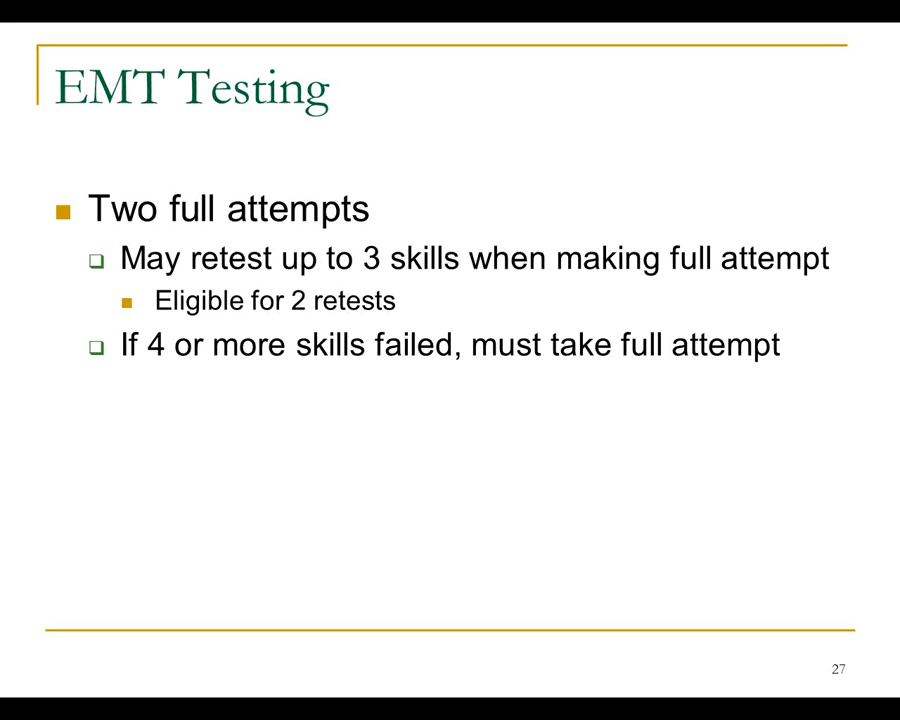 EMT Testing
Two full attempts
May retest up to 3 skills when making full attempt
Eligible for 2 retests
If 4 or more skills failed, must take full attempt
27